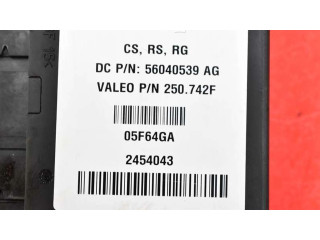 CS, RS, RG
DC P/N: 56040539 AG
VALEO P/N 250.742F
05F64GA
2454043